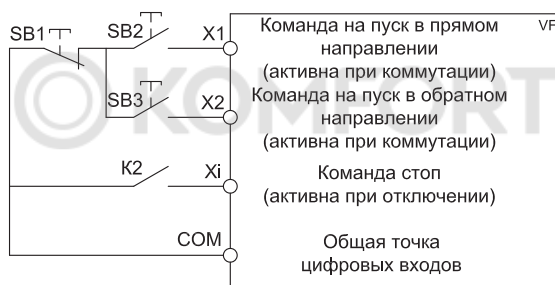 SB1
SB2
X1
Команда на пуск в прямом
направлении
(активна при коммутации)
VF
SB3
X2
Команда на пуск в обратном
направлении
(активна при коммутации)
K2
Xi
Команда стоп
(активна при отключении)
COM
Общая точка
цифровых входов
KOMFORT